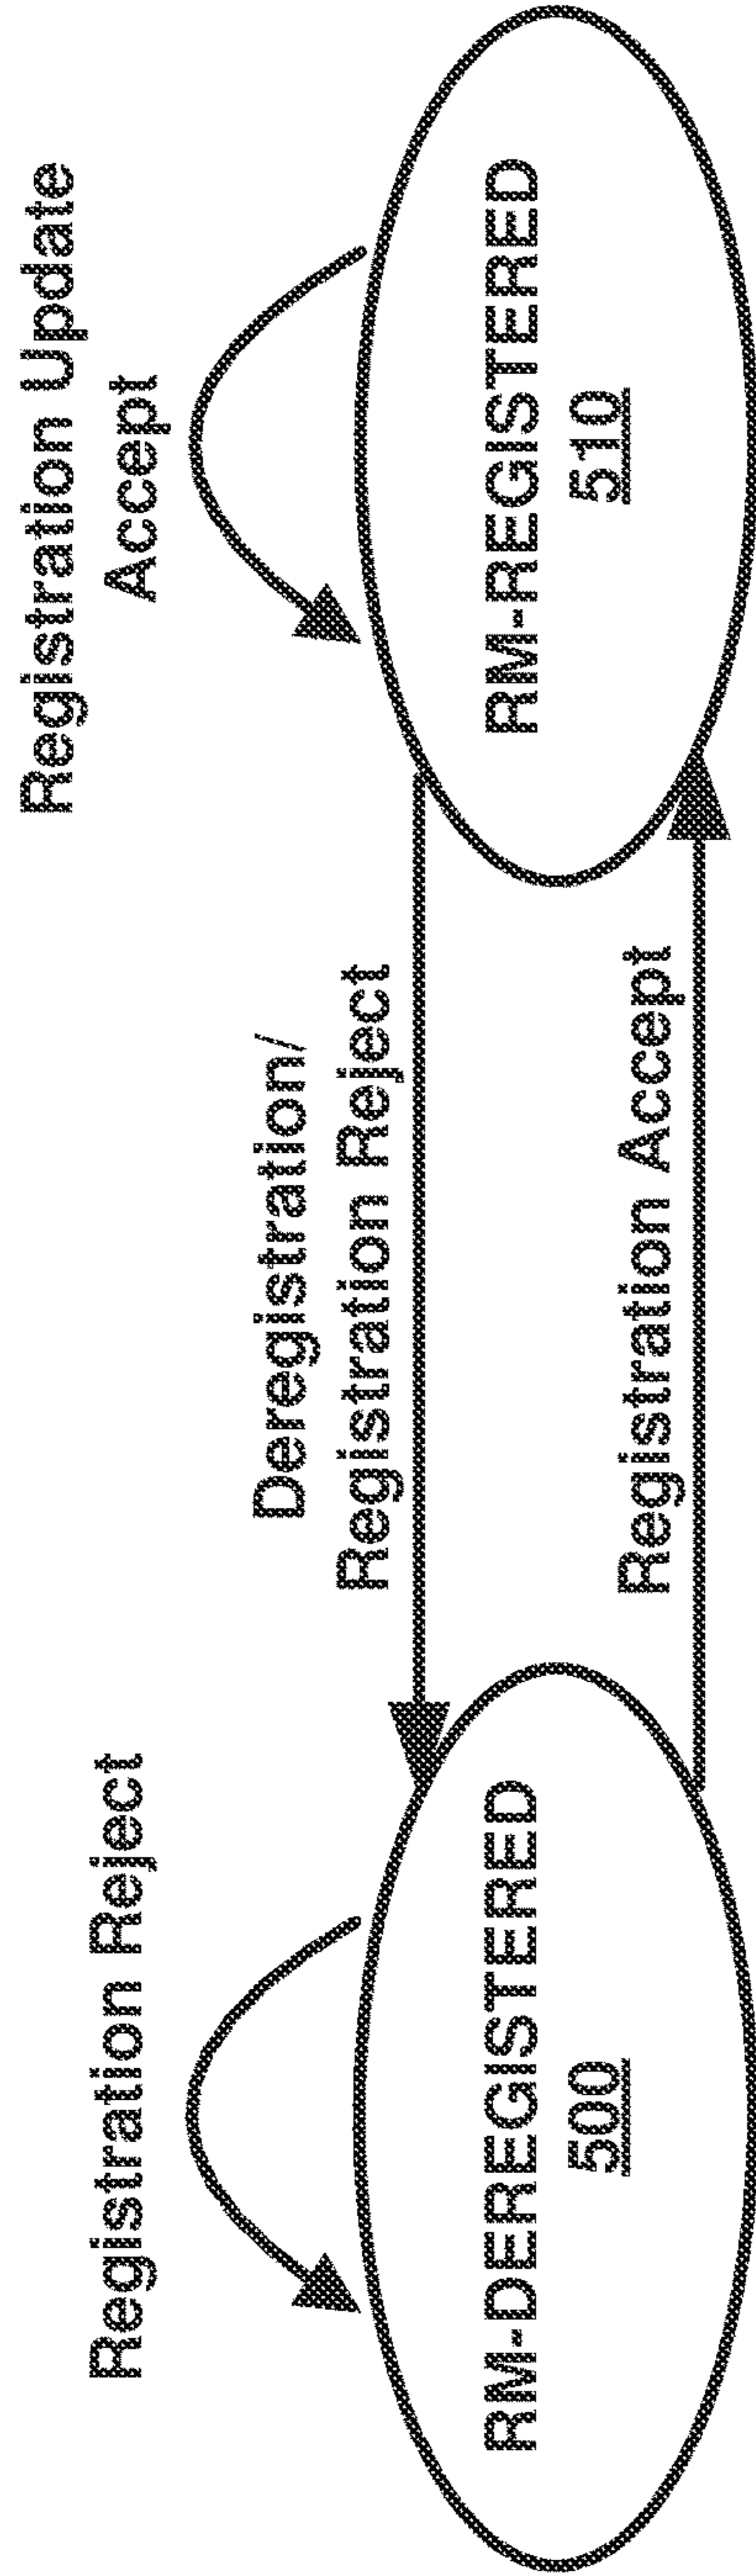 Registration Reject
RM-DEREGISTERED
500
Deregistration/
Registration Reject
Registration Accept
Registration Update
Accept
RM-REGISTERED
510